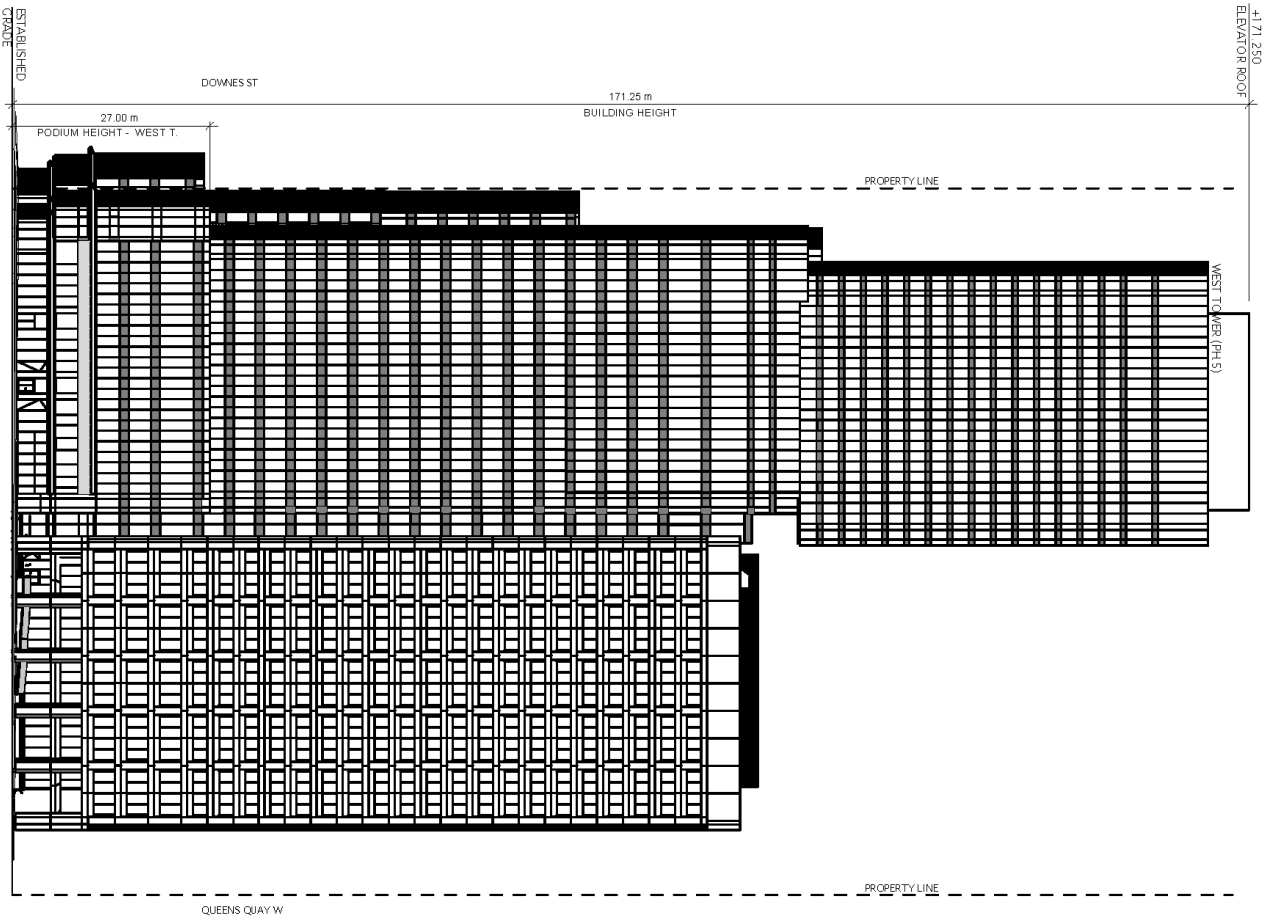 ESTABLISHED
GRADE
+171.250
ELEVATOR ROOF
DOWNES ST
171.25 m
BUILDING HEIGHT
27.00 m
PODIUM HEIGHT - WEST T.
PROPERTY LINE
WEST TOWER (PH.5)
PROPERTY LINE
QUEENS QUAY W